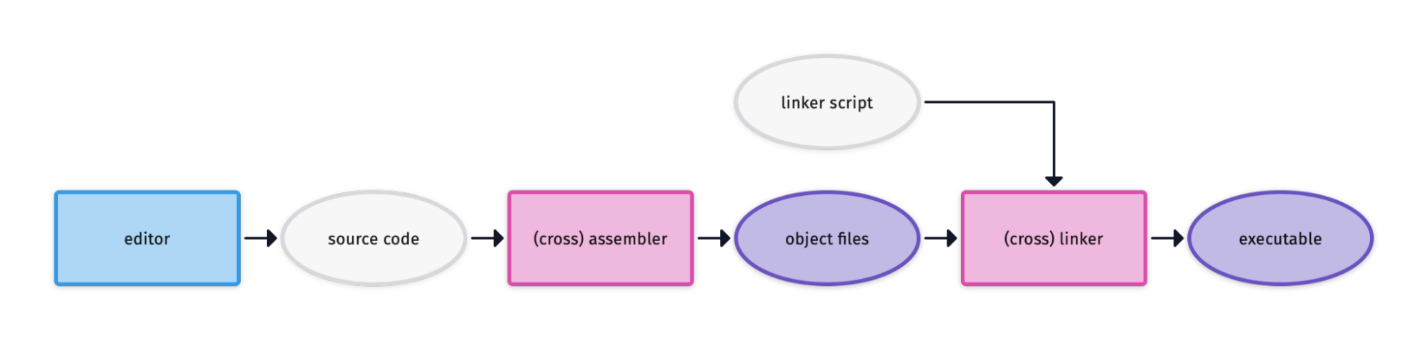 linker script
editor
source code
(cross) assembler
object files
(cross) linker
executable